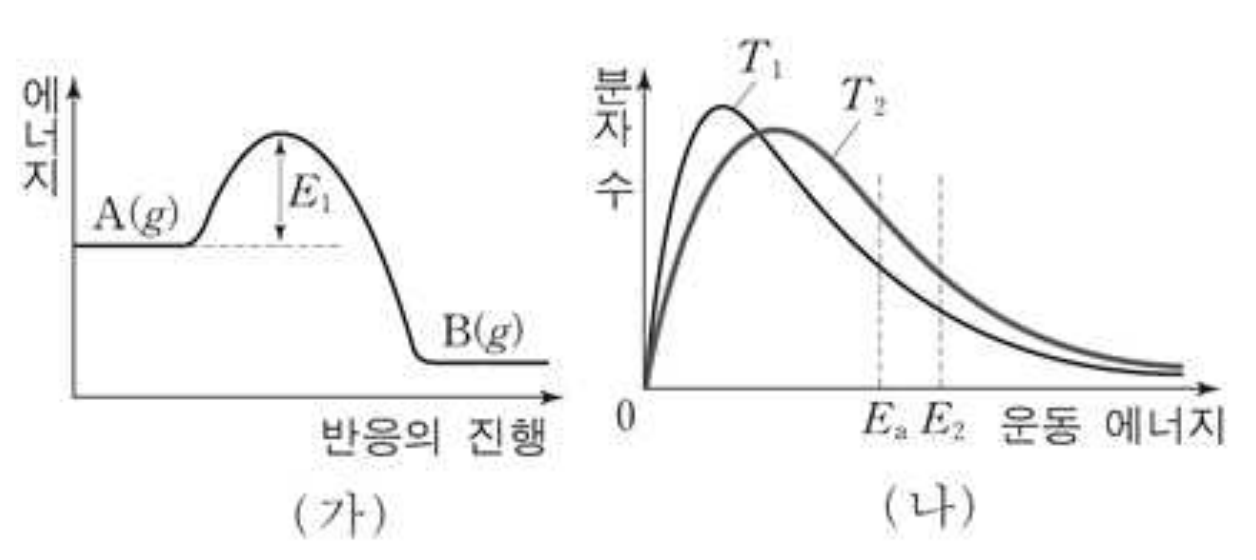 에너지
A(g)
E₁
B(g)
반응의 진행
(가)
분자 수
T₁
T₂
0
Eₐ E₂ 운동 에너지
(나)